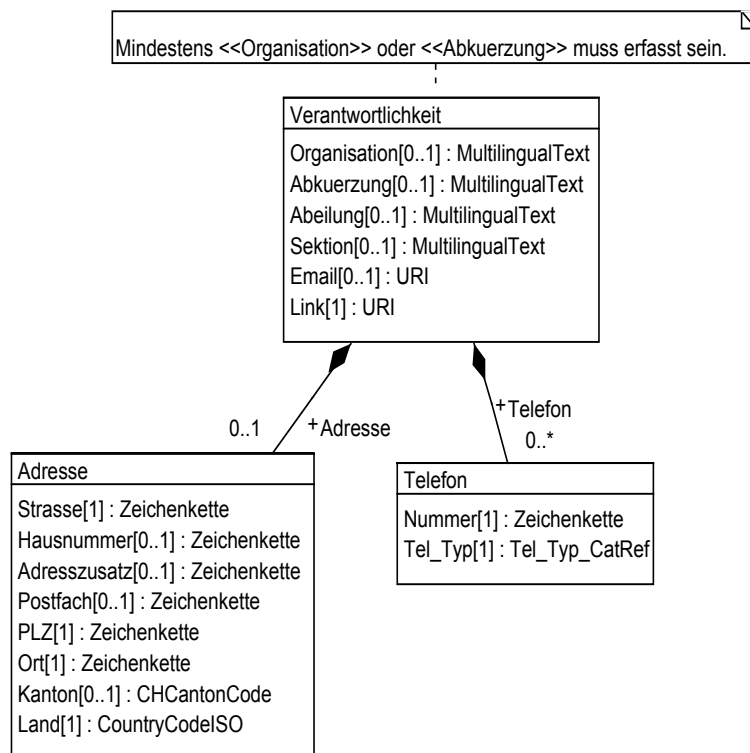 Mindestens <<Organisation>> oder <<Abkuerzung>> muss erfasst sein.
Verantwortlichkeit
Organisation[0..1] : MultilingualText
Abkuerzung[0..1] : MultilingualText
Abeilung[0..1] : MultilingualText
Sektion[0..1] : MultilingualText
Email[0..1] : URI
Link[1] : URI
0..1
+Adresse
+Telefon
0..*
Adresse
Strasse[1] : Zeichenkette
Hausnummer[0..1] : Zeichenkette
Adresszusatz[0..1] : Zeichenkette
Postfach[0..1] : Zeichenkette
PLZ[1] : Zeichenkette
Ort[1] : Zeichenkette
Kanton[0..1] : CHCantonCode
Land[1] : CountryCodeISO
Telefon
Nummer[1] : Zeichenkette
Tel_Typ[1] : Tel_Typ_CatRef